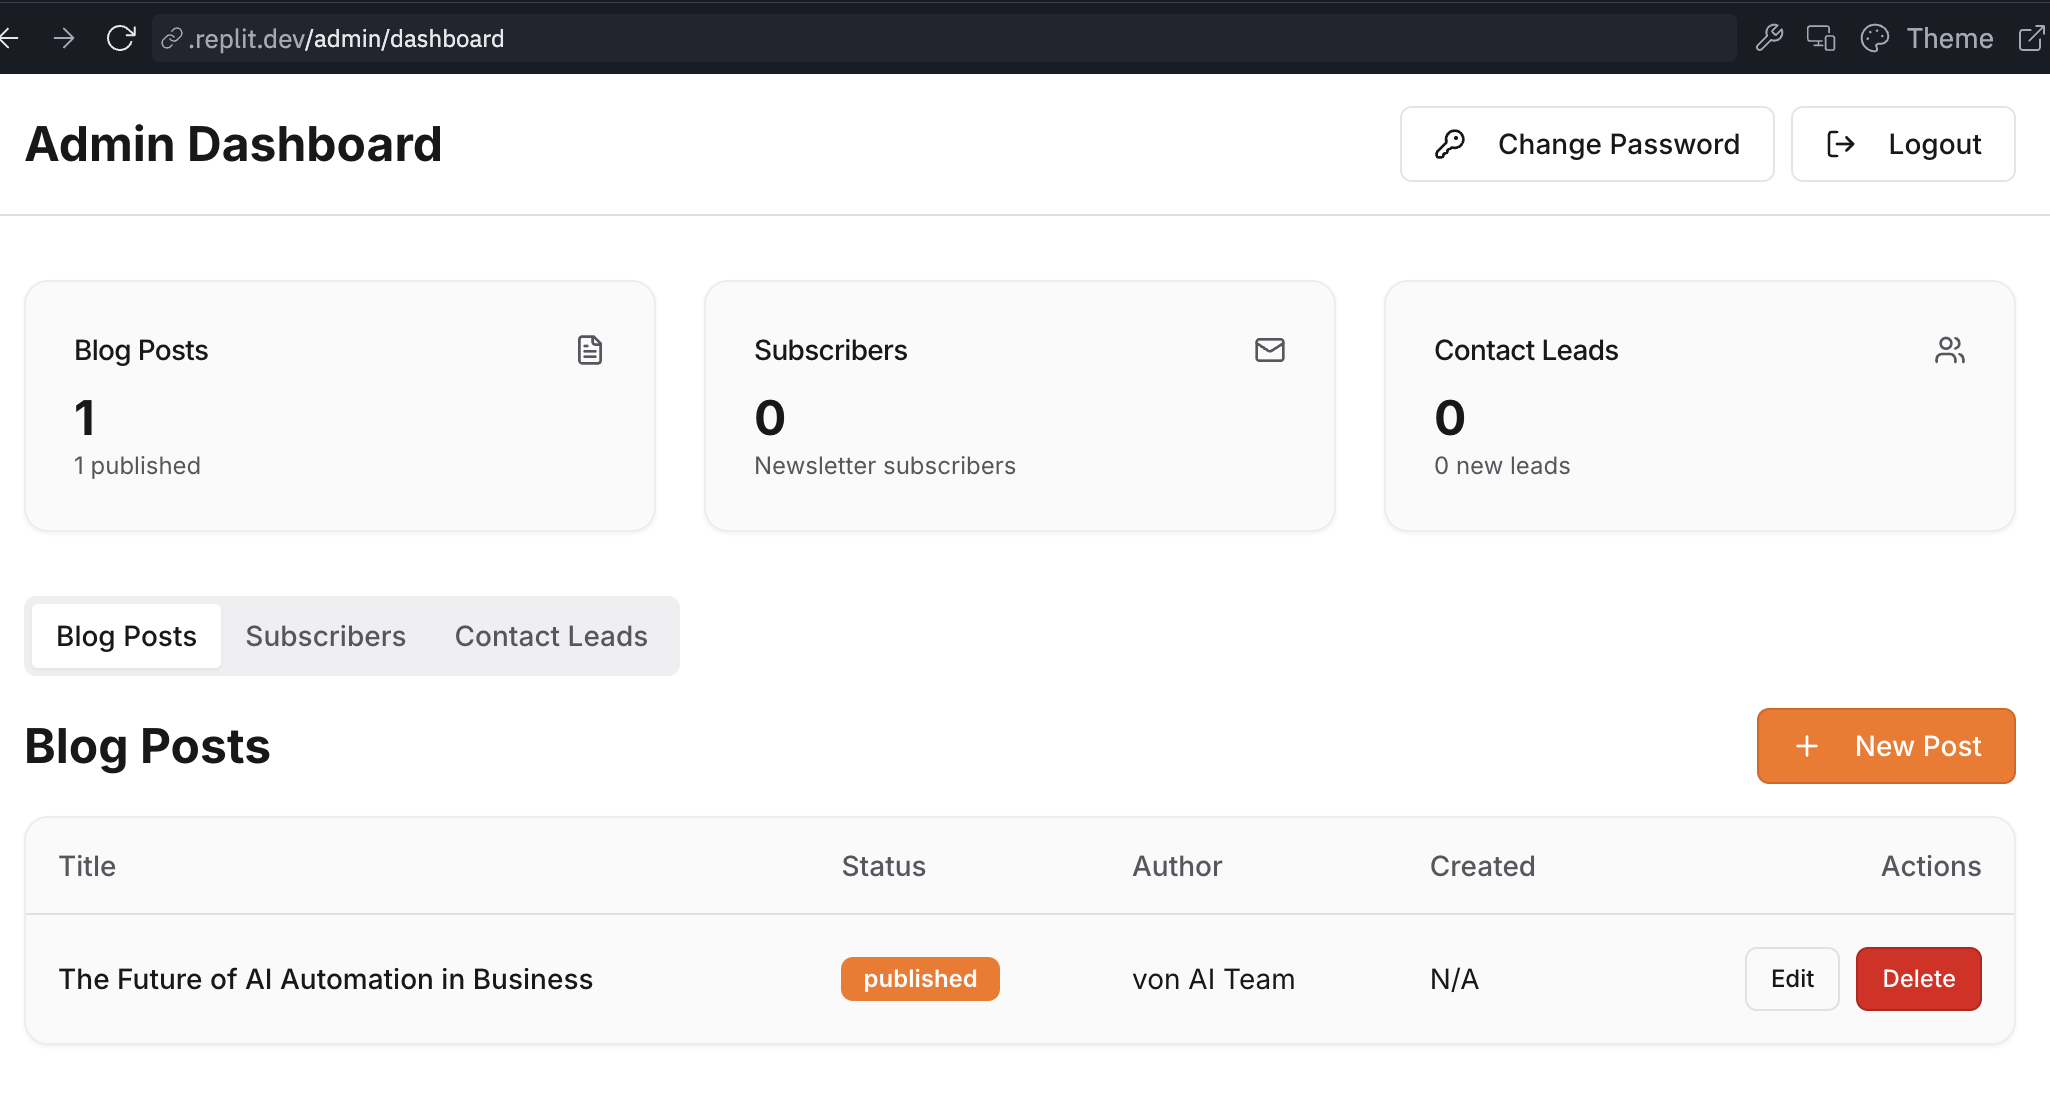 .replit.dev/admin/dashboard Theme
Admin Dashboard Change Password Logout
Blog Posts
1
1 published
Subscribers
0
Newsletter subscribers
Contact Leads
0
0 new leads
Blog Posts Subscribers Contact Leads
Blog Posts + New Post
Title Status Author Created Actions
The Future of AI Automation in Business published von AI Team N/A Edit Delete